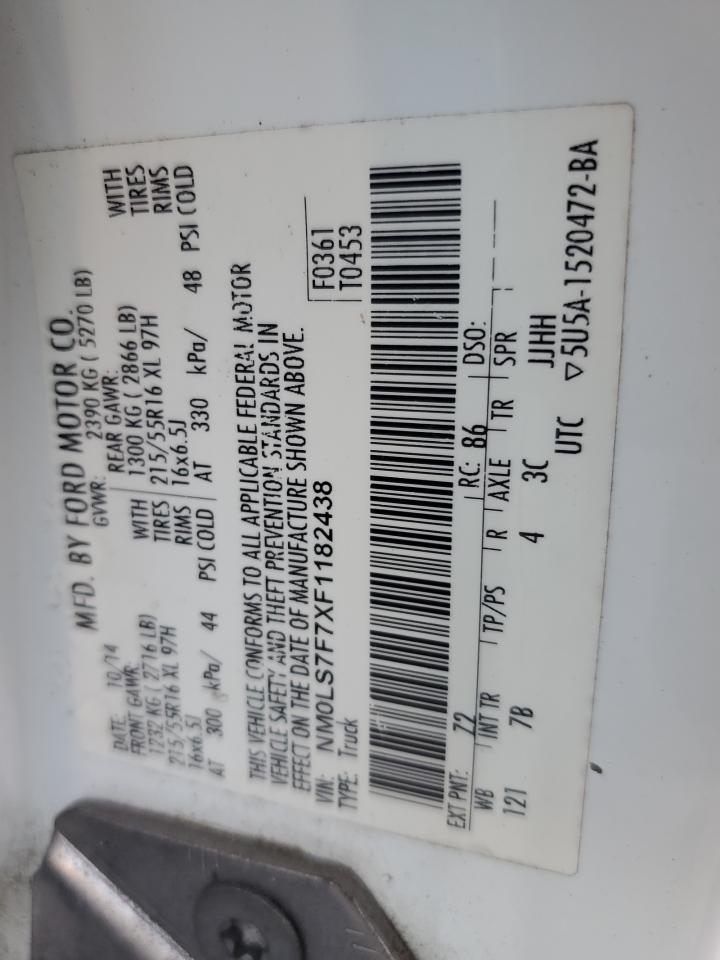 MFD. BY FORD MOTOR CO.
DATE: 10/14 GVWR: 2390 KG ( 5270 LB)
FRONT GAWR: REAR GAWR:
1232 KG ( 2716 LB) WITH 1300 KG ( 2866 LB) WITH
215/55R16 XL 97H TIRES 215/55R16 XL 97H TIRES
16x6.5J RIMS 16x6.5J RIMS
AT 300 kPa/ 44 PSI COLD AT 330 kPa/ 48 PSI COLD
THIS VEHICLE CONFORMS TO ALL APPLICABLE FEDERAL MOTOR
VEHICLE SAFETY AND THEFT PREVENTION STANDARDS IN
EFFECT ON THE DATE OF MANUFACTURE SHOWN ABOVE.
VIN: NM0LS7F7XF1182438 F0361
TYPE: Truck T0453
EXT PNT: 72 RC: 86 DSO:
WB INT TR TP/PS R AXLE TR SPR
121 7B 4 3C JJHH
UTC ▽5U5A-1520472-BA